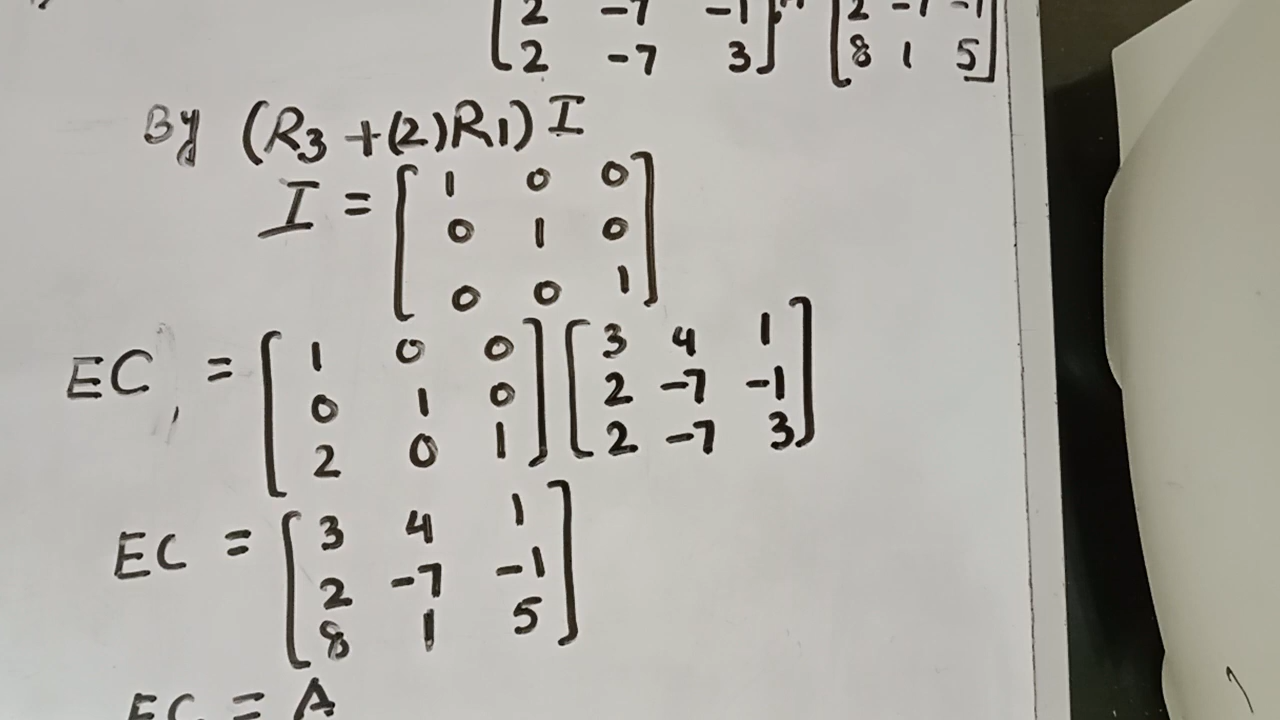 2 -7 -1 2 -7 -1
2 -7 3 8 1 5
By (R3 +(2)R1) I
I = 1 0 0
0 1 0
0 0 1
EC, = 1 0 0 3 4 1
0 1 0 2 -7 -1
2 0 1 2 -7 3
EC = 3 4 1
2 -7 -1
8 1 5
EC = A